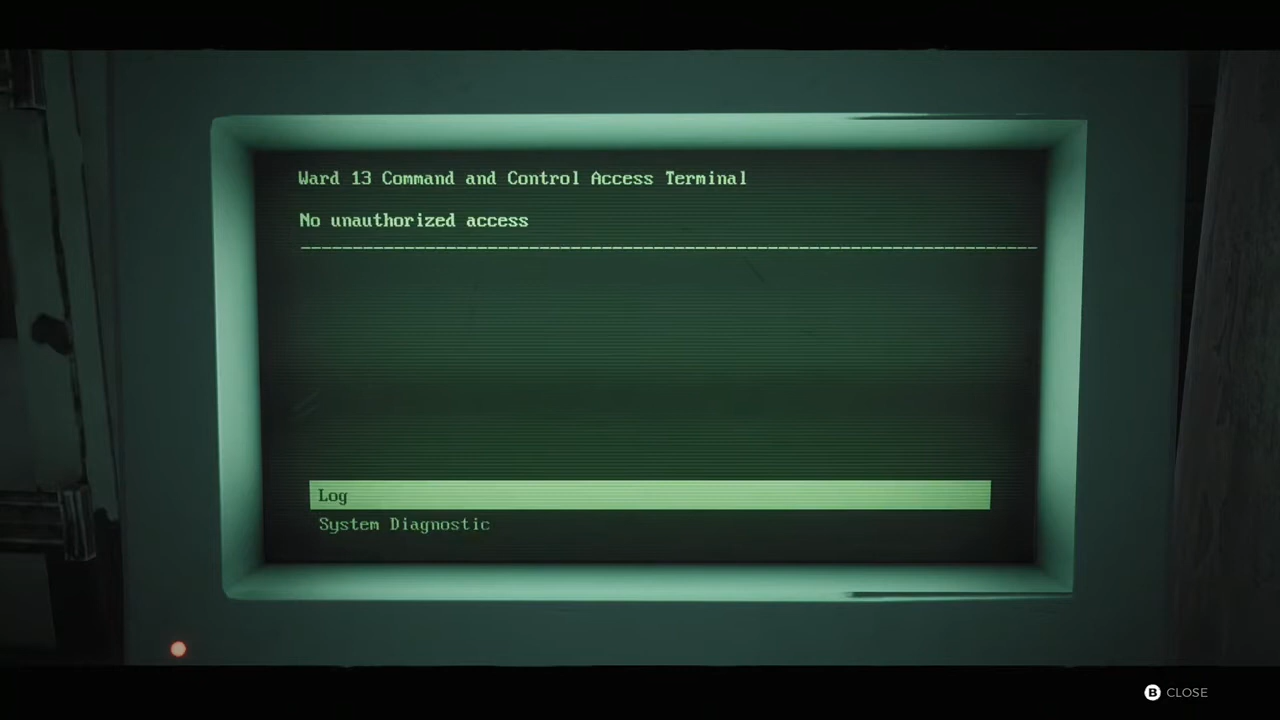 Ward 13 Command and Control Access Terminal
No unauthorized access
-----------------------------------------------------------------------
Log
System Diagnostic
B CLOSE